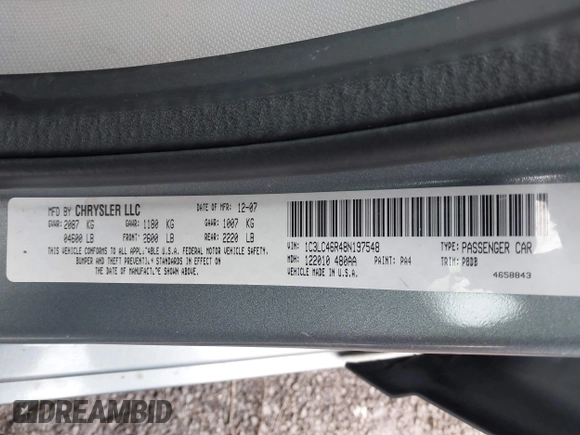 MFD BY CHRYSLER LLC DATE OF MFR: 12-07
GVWR: 2087 KG GAWR: 1180 KG GAWR: 1007 KG
04600 LB FRONT: 2600 LB REAR: 2220 LB
THIS VEHICLE CONFORMS TO ALL APPL U.S.A. FEDERAL MOTOR VEHICLE SAFETY,
BUMPER AND THEFT PREVENTI STANDARDS IN EFFECT ON
THE DATE OF MANUFACT SHOWN ABOVE.
VEHICLE MADE IN U.S.A.
VIN: 1C3LC46R48N197548 TYPE: PASSENGER CAR
MDH: 122010 480AA PAINT: PA4 TRIM: P8DB
4658843
DREAMBID